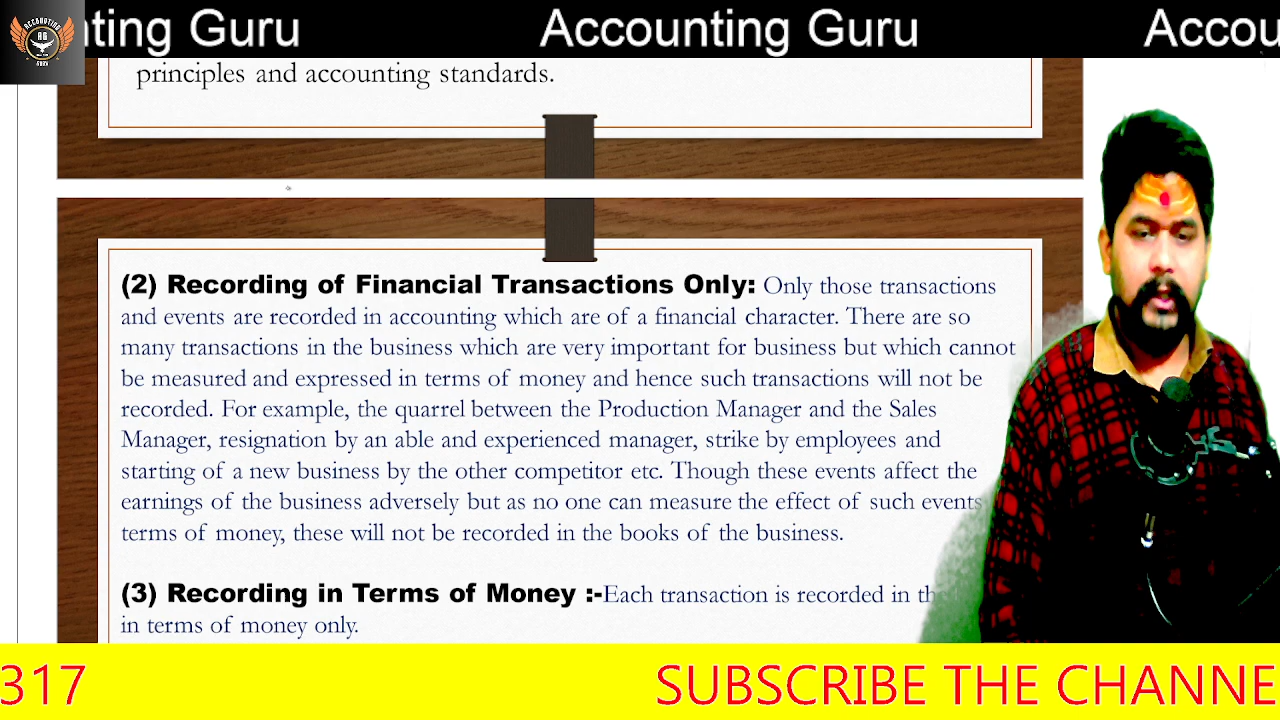 nting Guru Accounting Guru Accou
ACCOUNTING
AG
GURU
principles and accounting standards.
(2) Recording of Financial Transactions Only: Only those transactions
and events are recorded in accounting which are of a financial character. There are so
many transactions in the business which are very important for business but which cannot
be measured and expressed in terms of money and hence such transactions will not be
recorded. For example, the quarrel between the Production Manager and the Sales
Manager, resignation by an able and experienced manager, strike by employees and
starting of a new business by the other competitor etc. Though these events affect the
earnings of the business adversely but as no one can measure the effect of such events
terms of money, these will not be recorded in the books of the business.
(3) Recording in Terms of Money :-Each transaction is recorded in th
in terms of money only.
317 SUBSCRIBE THE CHANNE